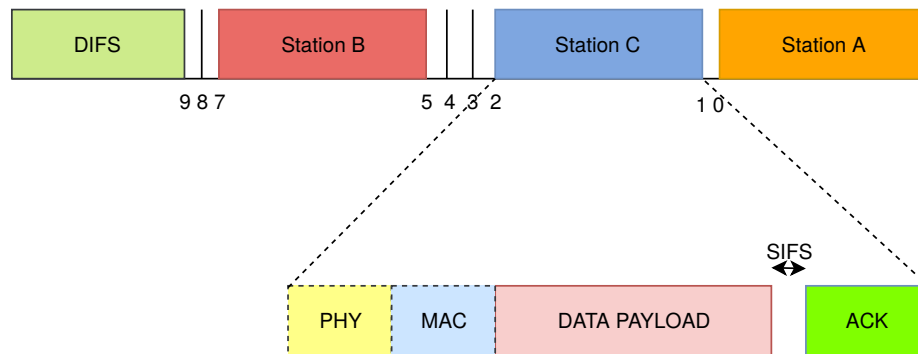 DIFS
Station B
Station C
Station A
9 8 7
5 4 3 2
1 0
SIFS
PHY
MAC
DATA PAYLOAD
ACK